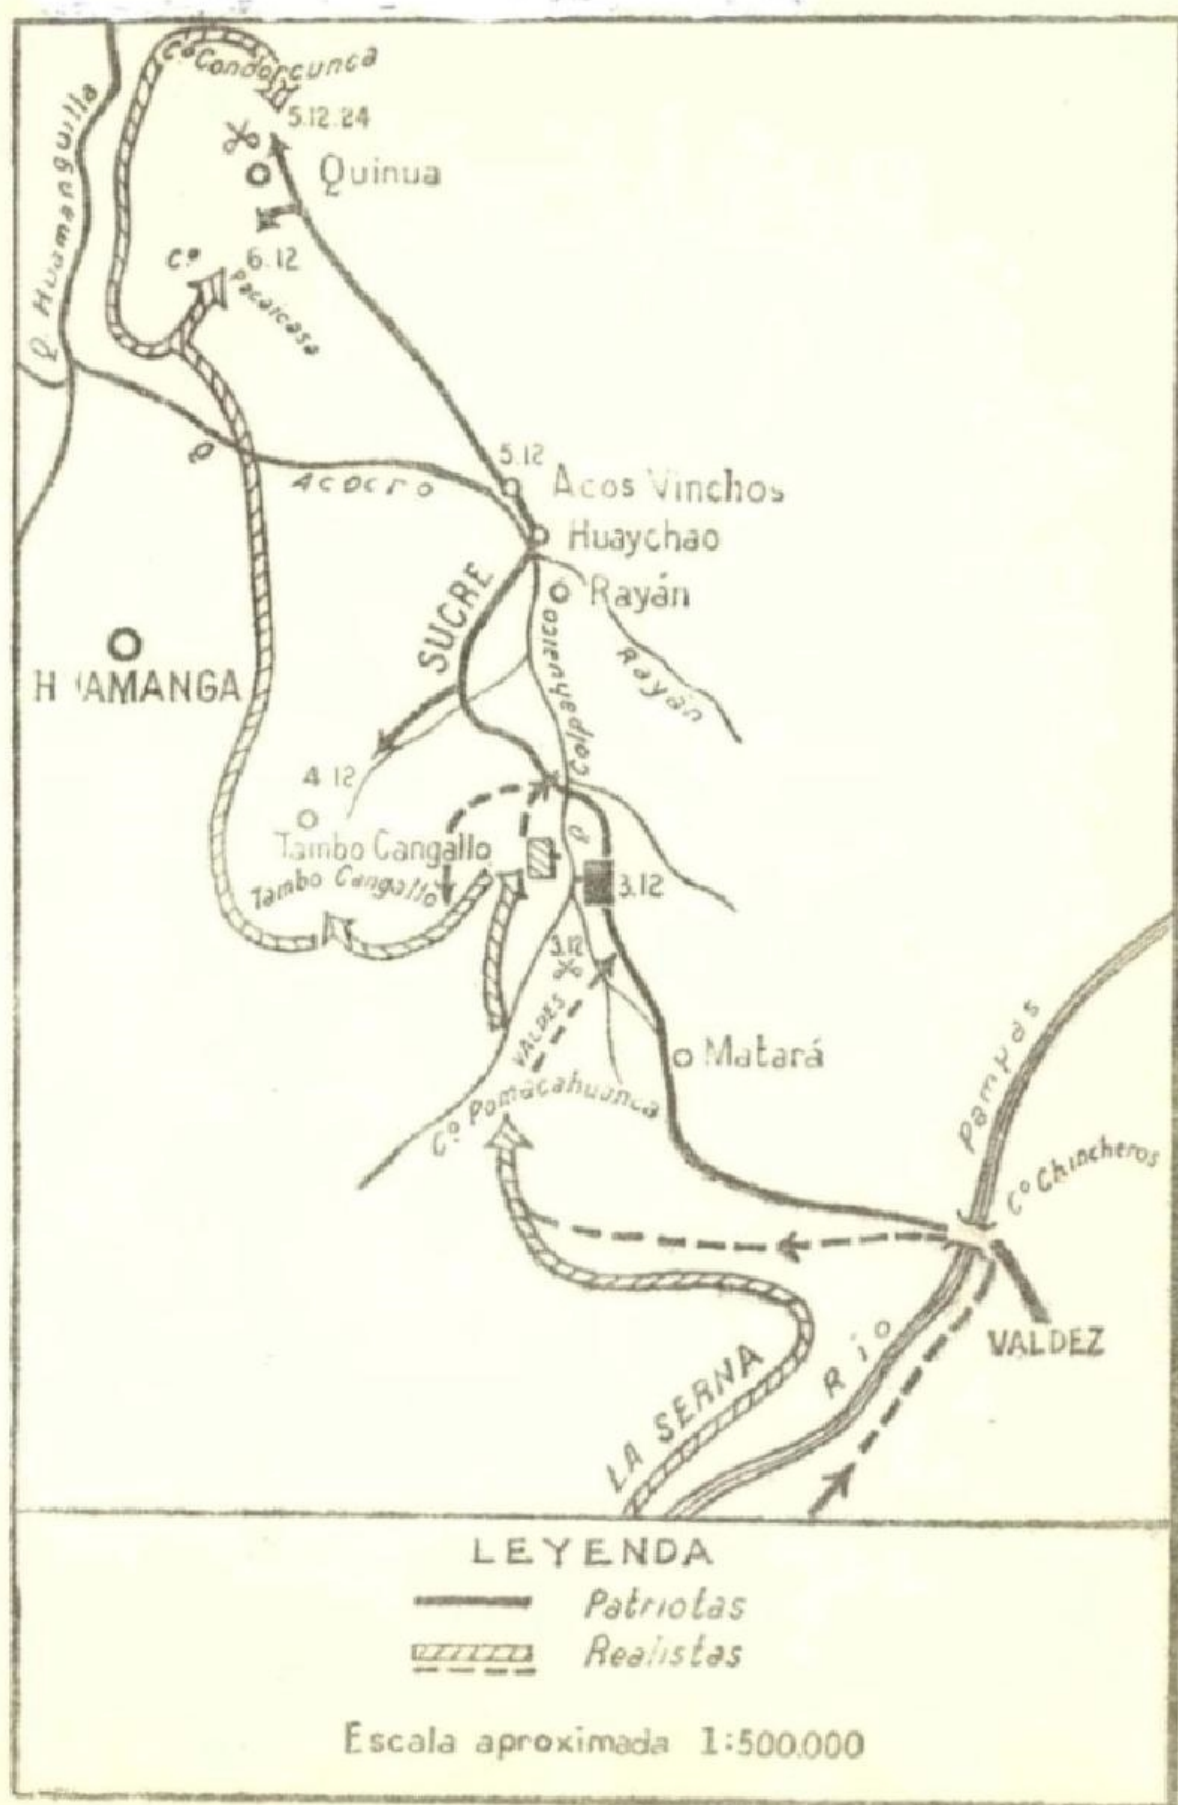 Cº Condorcunca
5.12.24
Q. Huamanguilla
Quinua
6.12
Cº Pacaicasa
5.12
Q Acocro
Acos Vinchos
Huaychao
Rayán
SUCRE
Rayán
HUAMANGA
Q Colpahuaico
4.12
Tambo Cangallo
Tambo Cangallo
3.12
3.12
VALDES
Matará
Cº Pomacahuanca
Río Pampas
Cº Chincheros
VALDEZ
LA SERNA
LEYENDA
Patriotas
Realistas
Escala aproximada 1:500.000